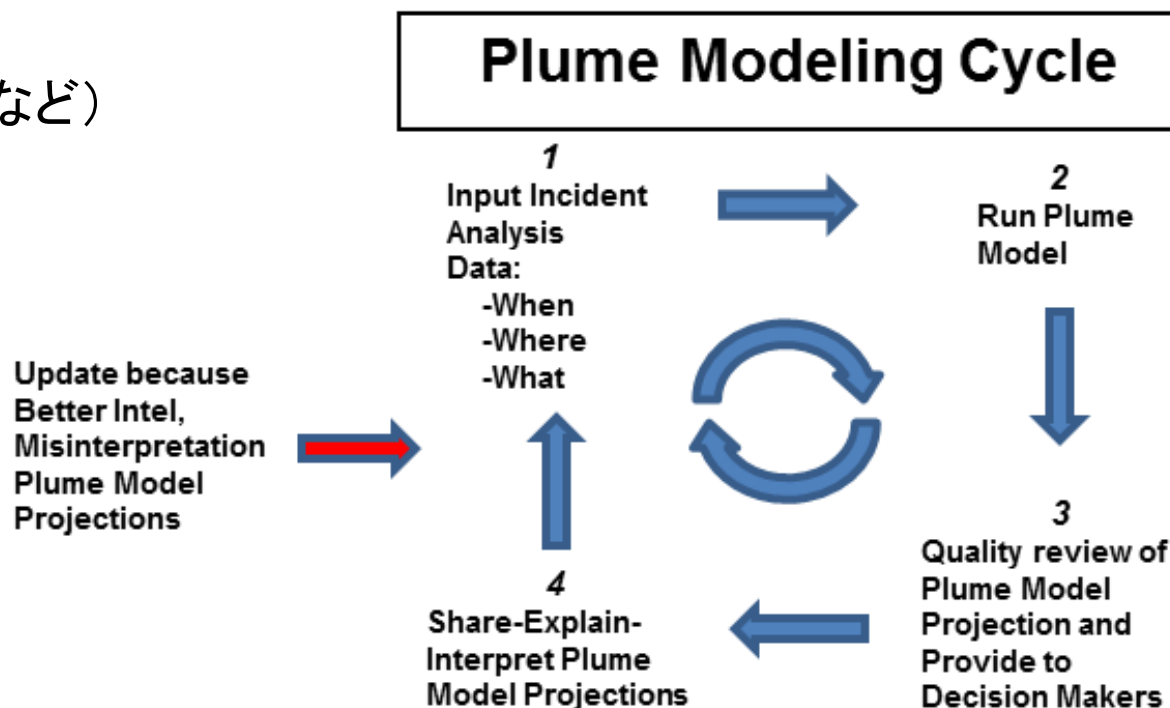 など）
Plume Modeling Cycle
1
Input Incident
Analysis
Data:
-When
-Where
-What
2
Run Plume
Model
Update because
Better Intel,
Misinterpretation
Plume Model
Projections
3
Quality review of
Plume Model
Projection and
Provide to
Decision Makers
4
Share-Explain-
Interpret Plume
Model Projections